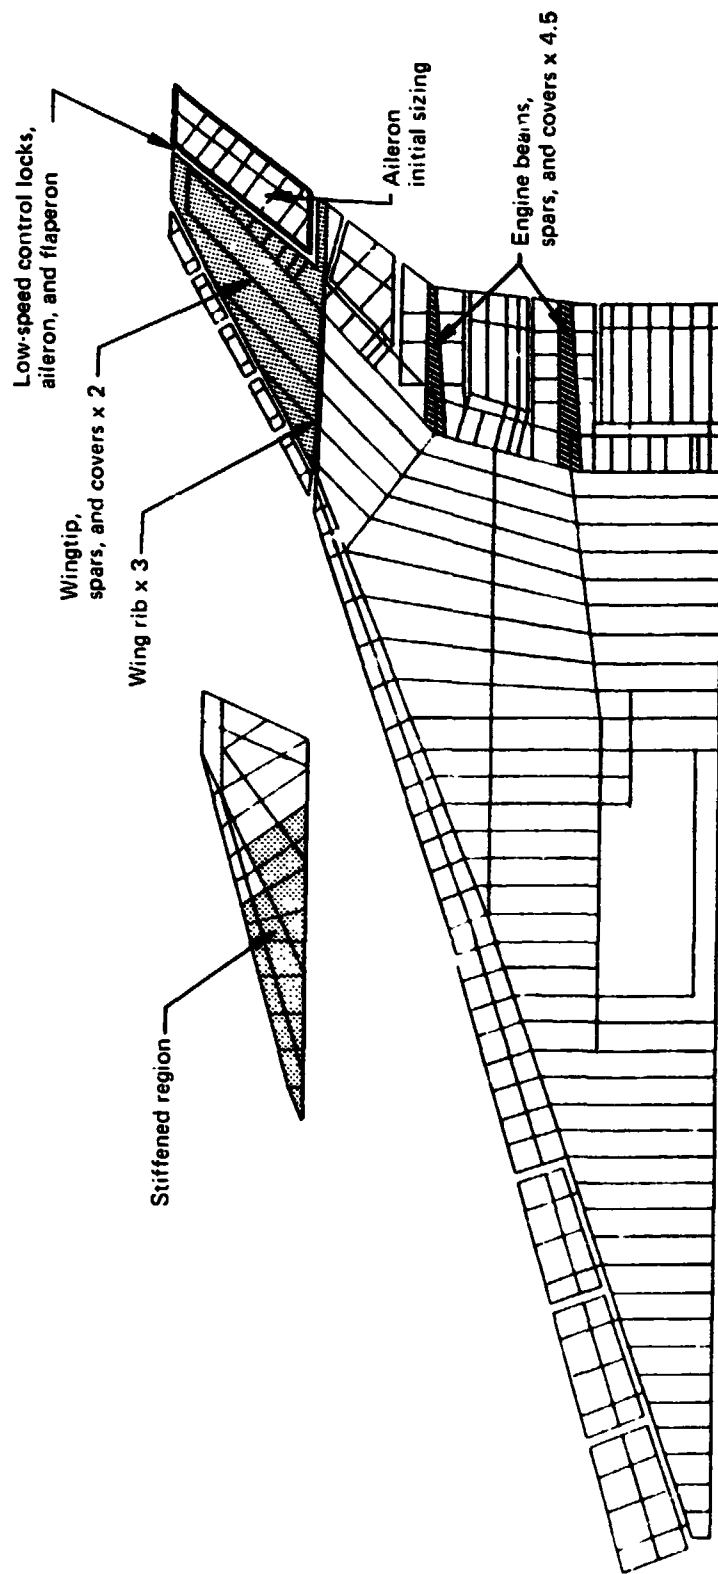 Low-speed control locks,
aileron, and flaperon
Wingtip,
spars, and covers x 2
Wing rib x 3
Stiffened region
Aileron
initial sizing
Engine beams,
spars, and covers x 4.5